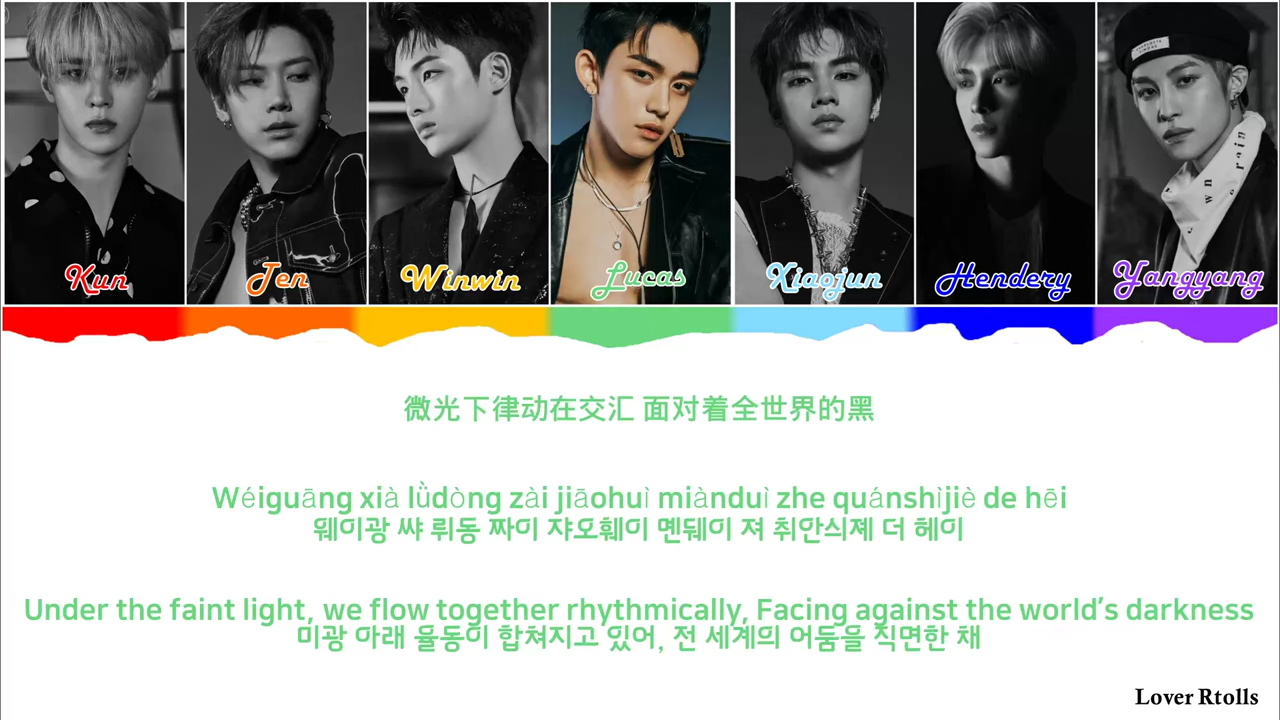 Kun Ten Winwin Lucas Xiaojun Hendery Yangyang
微光下律动在交汇 面对着全世界的黑
Wéiguāng xià lǜdòng zài jiāohuì miànduì zhe quánshìjiè de hēi
웨이광 쌰 뤼동 짜이 쟈오훼이 몐뒈이 져 취안싀졔 더 헤이
Under the faint light, we flow together rhythmically, Facing against the world's darkness
미광 아래 율동이 합쳐지고 있어, 전 세계의 어둠을 직면한 채
Lover Rtolls